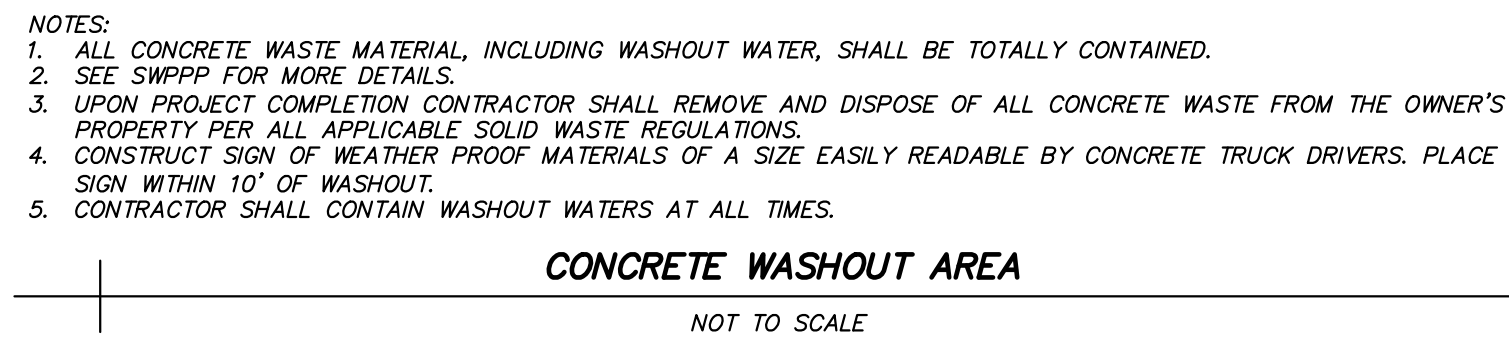 NOTES:
1. ALL CONCRETE WASTE MATERIAL, INCLUDING WASHOUT WATER, SHALL BE TOTALLY CONTAINED.
2. SEE SWPPP FOR MORE DETAILS.
3. UPON PROJECT COMPLETION CONTRACTOR SHALL REMOVE AND DISPOSE OF ALL CONCRETE WASTE FROM THE OWNER'S
PROPERTY PER ALL APPLICABLE SOLID WASTE REGULATIONS.
4. CONSTRUCT SIGN OF WEATHER PROOF MATERIALS OF A SIZE EASILY READABLE BY CONCRETE TRUCK DRIVERS. PLACE
SIGN WITHIN 10' OF WASHOUT.
5. CONTRACTOR SHALL CONTAIN WASHOUT WATERS AT ALL TIMES.
CONCRETE WASHOUT AREA
NOT TO SCALE